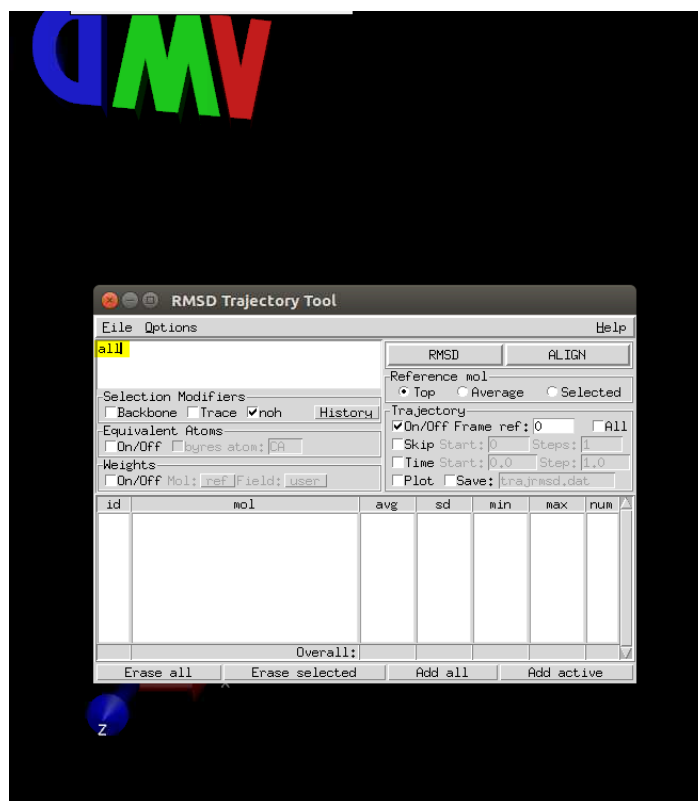 VMD
RMSD Trajectory Tool
File Options Help
all
RMSD ALIGN
Reference mol
Top Average Selected
Selection Modifiers
Backbone Trace noh History
Trajectory
On/Off Frame ref: 0 All
Equivalent Atoms
On/Off byres atom: CA
Skip Start: 0 Steps: 1
Time Start: 0.0 Step: 1.0
Weights
On/Off Mol: ref Field: user
Plot Save: trajrmsd.dat
id mol avg sd min max num
Overall:
Erase all Erase selected Add all Add active
X
Z